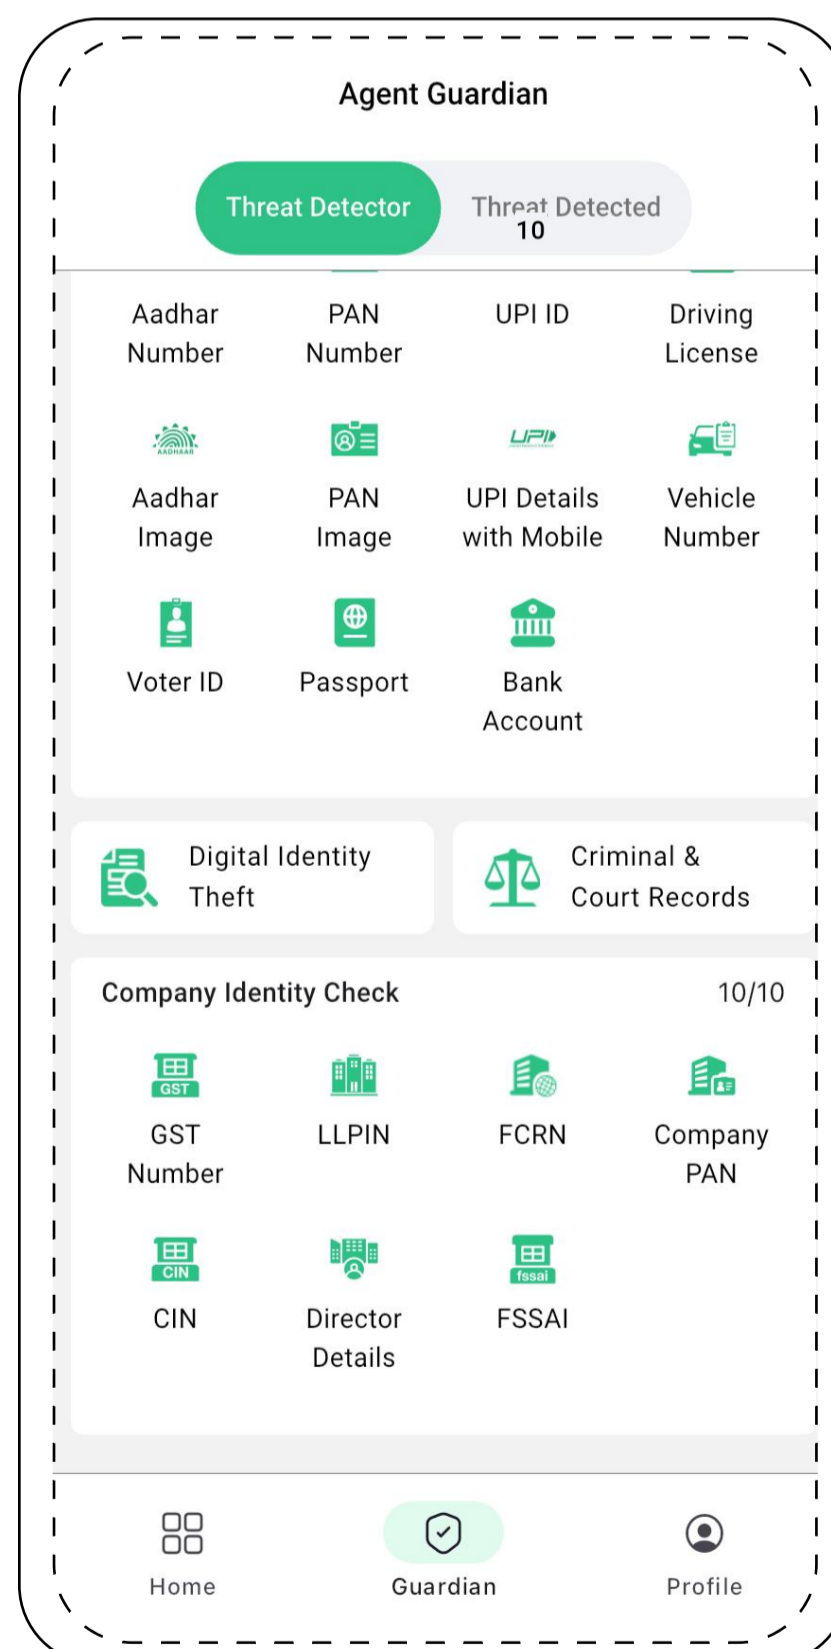 Agent Guardian
Threat Detector
Threat Detected
10
Aadhar
Number
PAN
Number
UPI ID
Driving
License
AADHAAR
Aadhar
Image
PAN
Image
UPI
UPI Details
with Mobile
Vehicle
Number
Voter ID
Passport
Bank
Account
Digital Identity
Theft
Criminal &
Court Records
Company Identity Check
10/10
GST
GST
Number
LLPIN
FCRN
Company
PAN
CIN
CIN
Director
Details
fssai
FSSAI
Home
Guardian
Profile